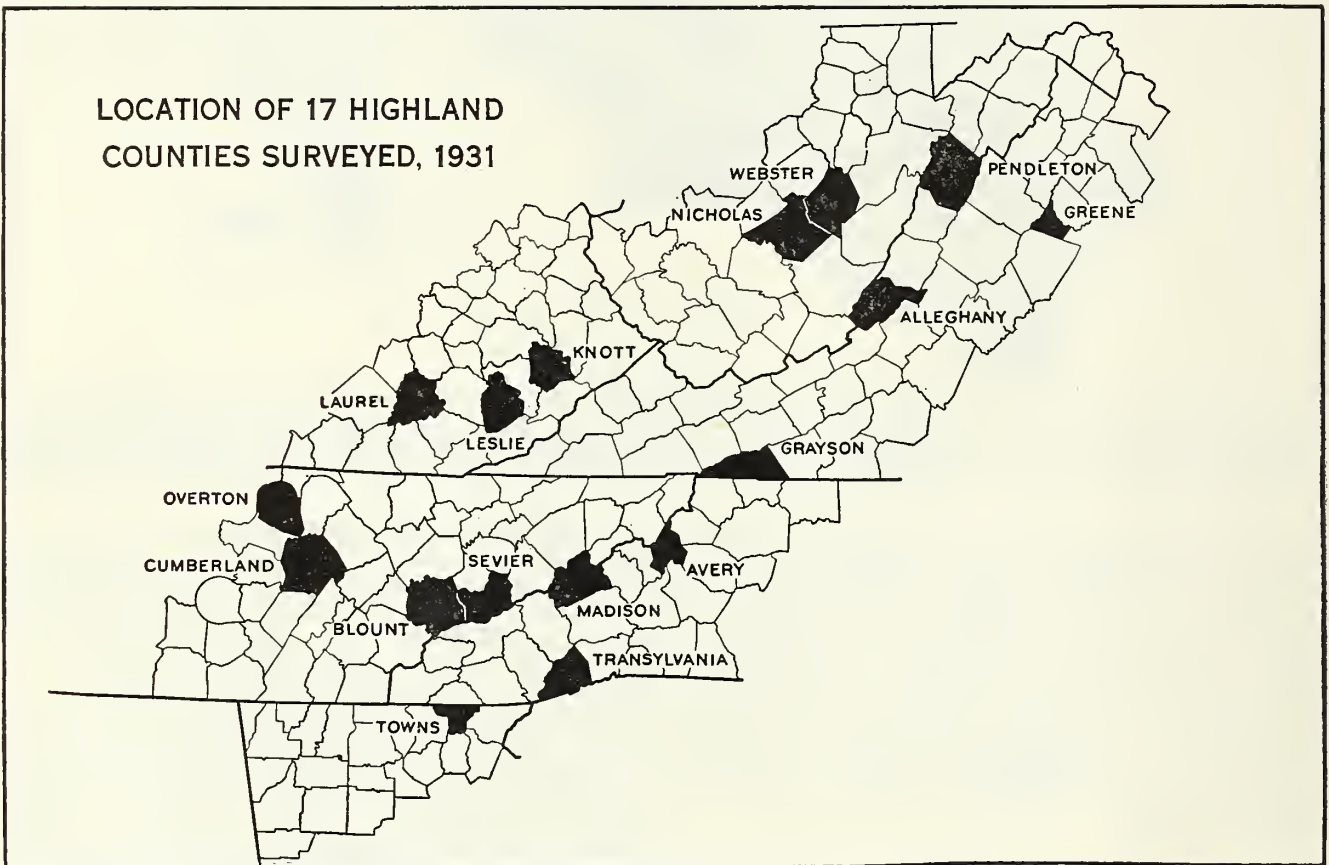 LOCATION OF 17 HIGHLAND
COUNTIES SURVEYED, 1931
WEBSTER
PENDLETON
NICHOLAS
GREENE
ALLEGHANY
KNOTT
LAUREL
LESLIE
GRAYSON
OVERTON
CUMBERLAND
SEVIER
AVERY
MADISON
BLOUNT
TRANSYLVANIA
TOWNS